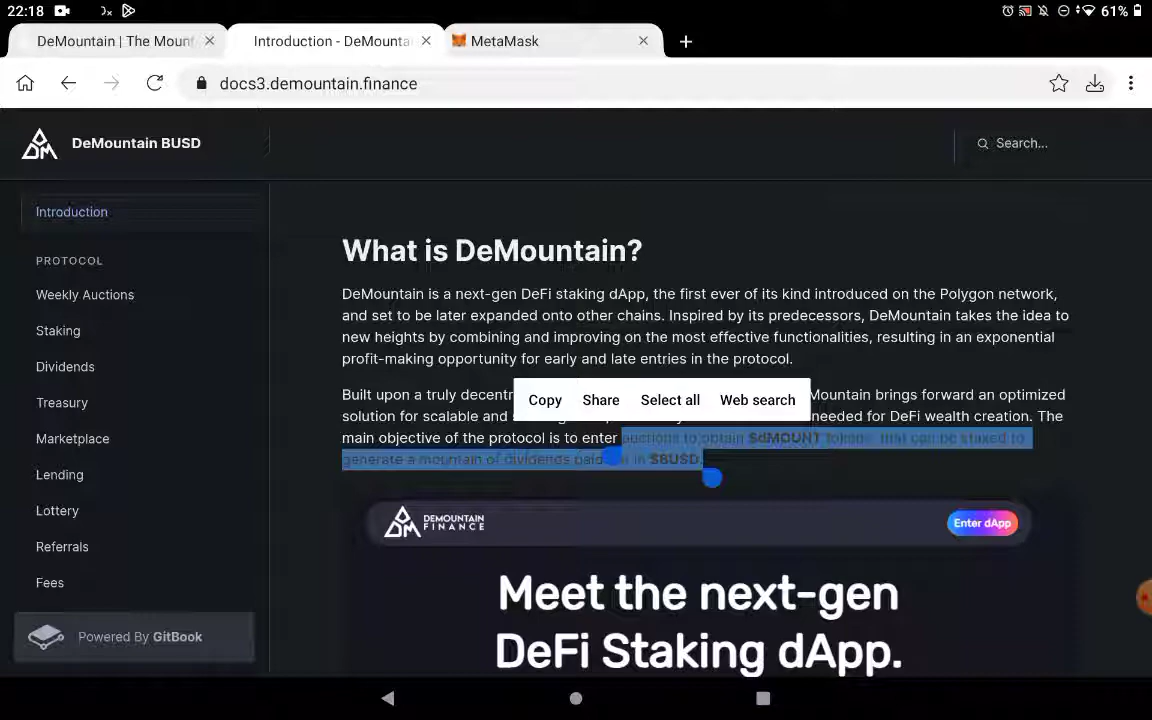 22:18
61%
DeMountain | The Mount
Introduction - DeMounta
MetaMask
docs3.demountain.finance
DeMountain BUSD
Search...
Introduction
PROTOCOL
Weekly Auctions
Staking
Dividends
Treasury
Marketplace
Lending
Lottery
Referrals
Fees
Powered By GitBook
What is DeMountain?
DeMountain is a next-gen DeFi staking dApp, the first ever of its kind introduced on the Polygon network,
and set to be later expanded onto other chains. Inspired by its predecessors, DeMountain takes the idea to
new heights by combining and improving on the most effective functionalities, resulting in an exponential
profit-making opportunity for early and late entries in the protocol.
Built upon a truly decentr Mountain brings forward an optimized
Copy Share Select all Web search
solution for scalable and needed for DeFi wealth creation. The
main objective of the protocol is to enter auctions to obtain $dMOUNT tokens, that can be staked to
generate a mountain of dividends paid in $BUSD.
DEMOUNTAIN
FINANCE
Enter dApp
Meet the next-gen
DeFi Staking dApp.